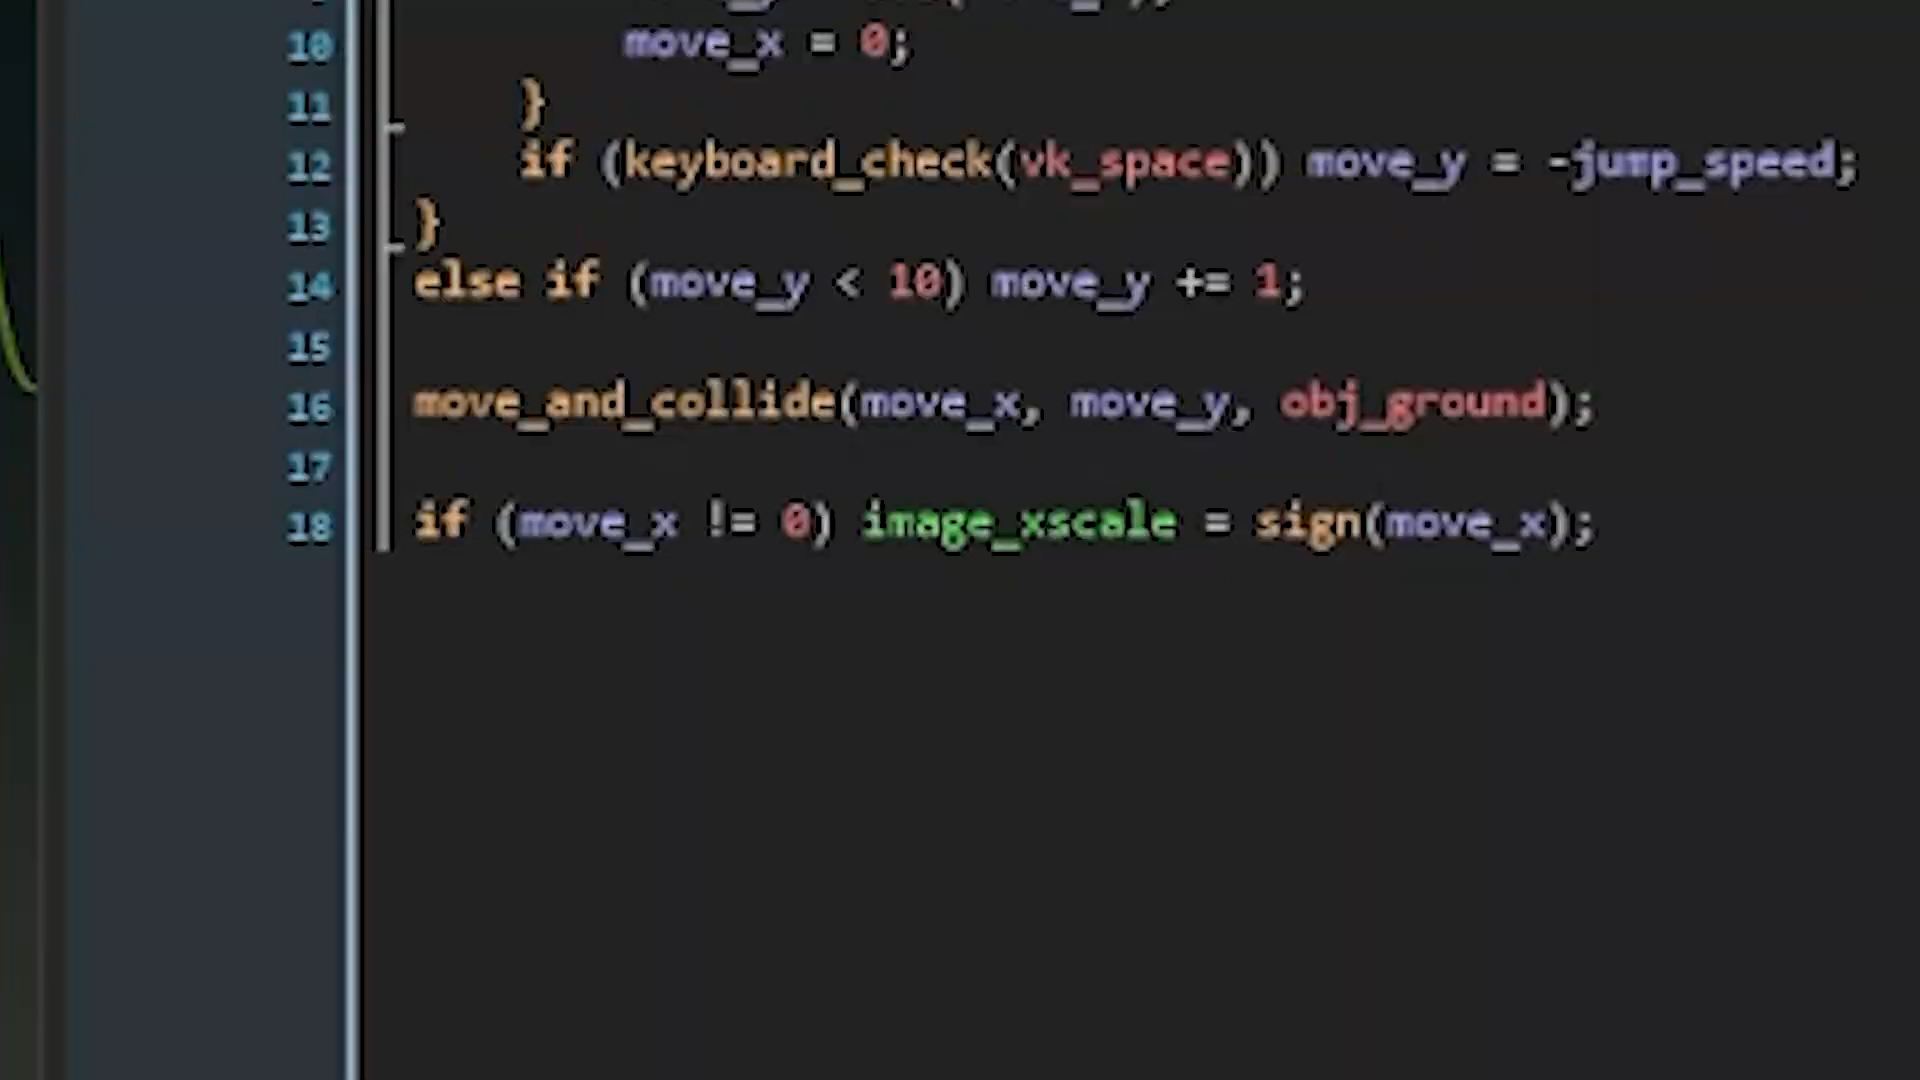 10 move_x = 0;
11 }
12 if (keyboard_check(vk_space)) move_y = -jump_speed;
13 }
14 else if (move_y < 10) move_y += 1;
15
16 move_and_collide(move_x, move_y, obj_ground);
17
18 if (move_x != 0) image_xscale = sign(move_x);